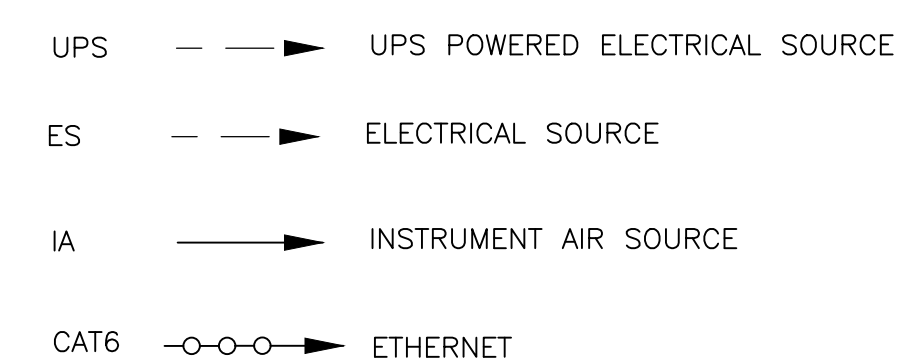 UPS UPS POWERED ELECTRICAL SOURCE
ES ELECTRICAL SOURCE
IA INSTRUMENT AIR SOURCE
CAT6 ETHERNET